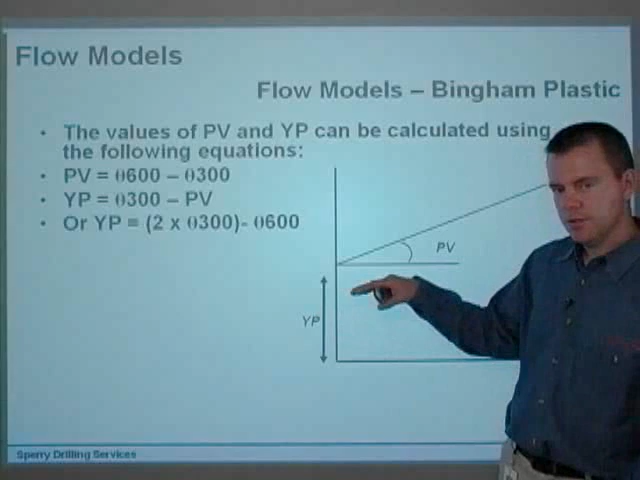 Flow Models
Flow Models – Bingham Plastic
• The values of PV and YP can be calculated using
the following equations:
• PV = θ600 – θ300
• YP = θ300 – PV
• Or YP = (2 x θ300)- θ600
PV
YP
Sperry Drilling Services